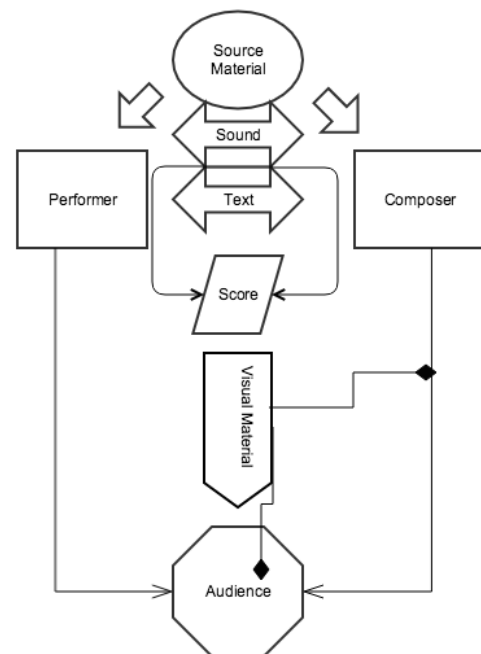 Source
Material
Sound
Performer
Text
Composer
Score
Visual Material
Audience